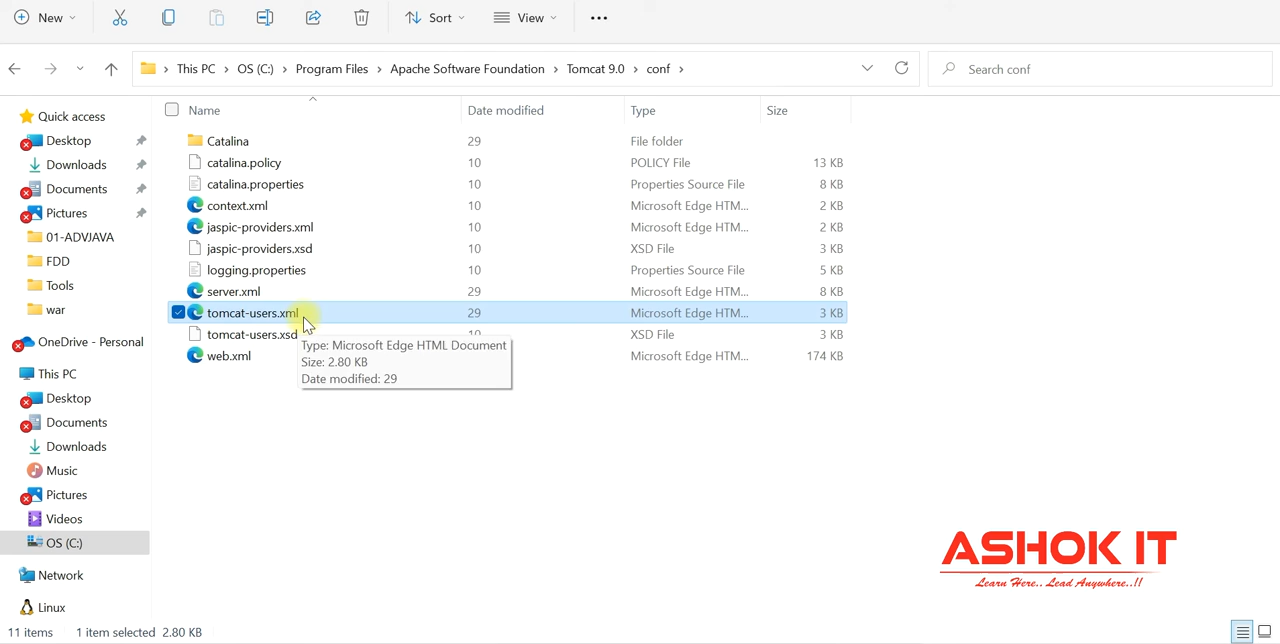 New
Sort
View
This PC > OS (C:) > Program Files > Apache Software Foundation > Tomcat 9.0 > conf >
Search conf
Name Date modified Type Size
Catalina 29 File folder
catalina.policy 10 POLICY File 13 KB
catalina.properties 10 Properties Source File 8 KB
context.xml 10 Microsoft Edge HTM... 2 KB
jaspic-providers.xml 10 Microsoft Edge HTM... 2 KB
jaspic-providers.xsd 10 XSD File 3 KB
logging.properties 10 Properties Source File 5 KB
server.xml 29 Microsoft Edge HTM... 8 KB
tomcat-users.xml 29 Microsoft Edge HTM... 3 KB
tomcat-users.xsd 10 XSD File 3 KB
web.xml Microsoft Edge HTM... 174 KB
Type: Microsoft Edge HTML Document
Size: 2.80 KB
Date modified: 29
Quick access
Desktop
Downloads
Documents
Pictures
01-ADVJAVA
FDD
Tools
war
OneDrive - Personal
This PC
Desktop
Documents
Downloads
Music
Pictures
Videos
OS (C:)
Network
Linux
ASHOK IT
Learn Here.. Lead Anywhere..!!
11 items 1 item selected 2.80 KB